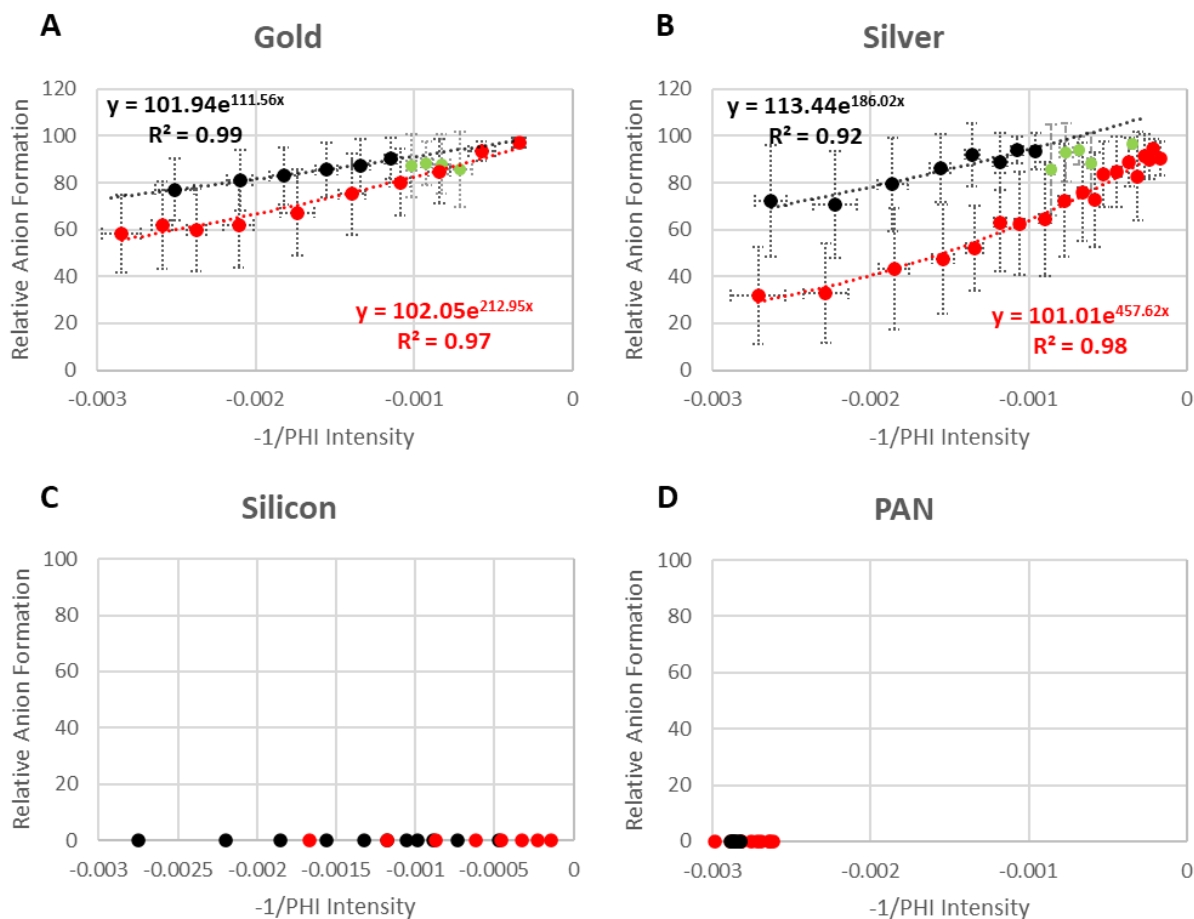 A
Gold
Relative Anion Formation
120
100
80
60
40
20
0
y = 101.94e^111.56x
R² = 0.99
y = 102.05e^212.95x
R² = 0.97
-0.003
-0.002
-0.001
0
-1/PHI Intensity
B
Silver
Relative Anion Formation
120
100
80
60
40
20
0
y = 113.44e^186.02x
R² = 0.92
y = 101.01e^457.62x
R² = 0.98
-0.003
-0.002
-0.001
0
-1/PHI Intensity
C
Silicon
Relative Anion Formation
100
80
60
40
20
0
-0.003
-0.0025
-0.002
-0.0015
-0.001
-0.0005
0
-1/PHI Intensity
D
PAN
Relative Anion Formation
100
80
60
40
20
0
-0.003
-0.002
-0.001
0
-1/PHI Intensity